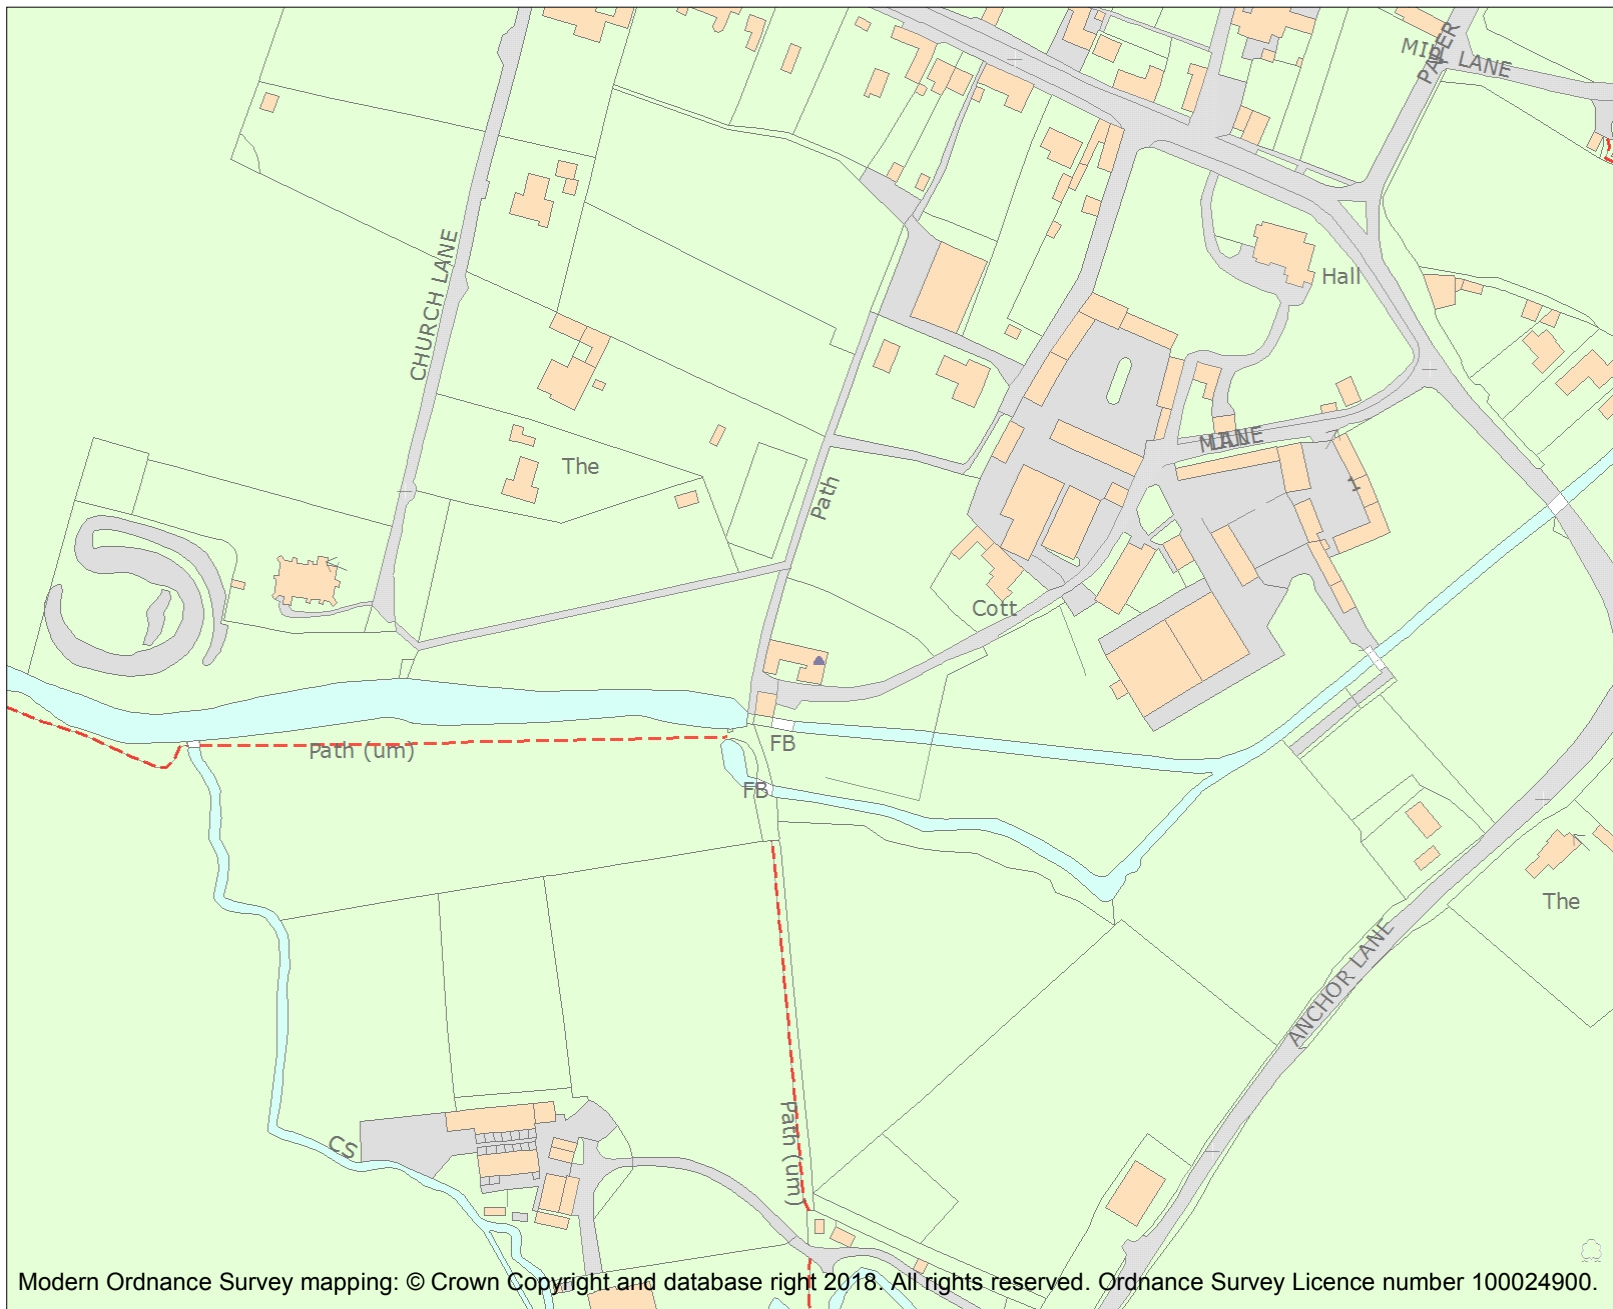 PAPER
MILL LANE
CHURCH LANE
Hall
MILL
LANE
The
Path
Cott
Path (um)
FB
FB
The
ANCHOR LANE
Path (um)
CS
Modern Ordnance Survey mapping: © Crown Copyright and database right 2018. All rights reserved. Ordnance Survey Licence number 100024900.